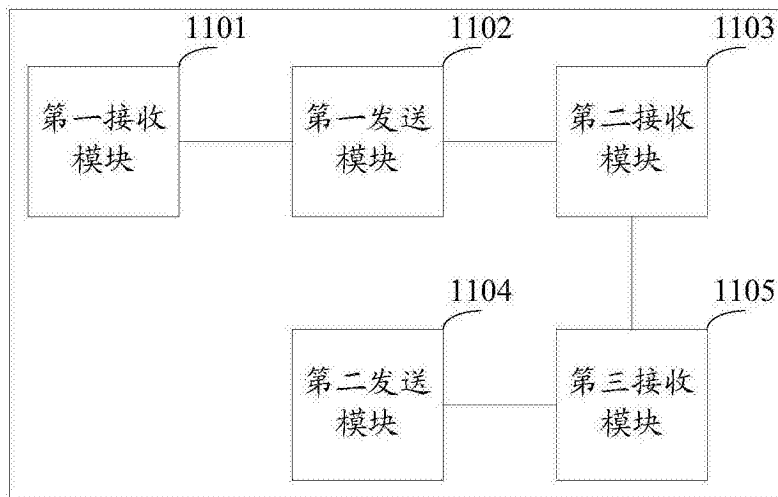 1101
第一接收
模块
1102
第一发送
模块
1103
第二接收
模块
1104
第二发送
模块
1105
第三接收
模块